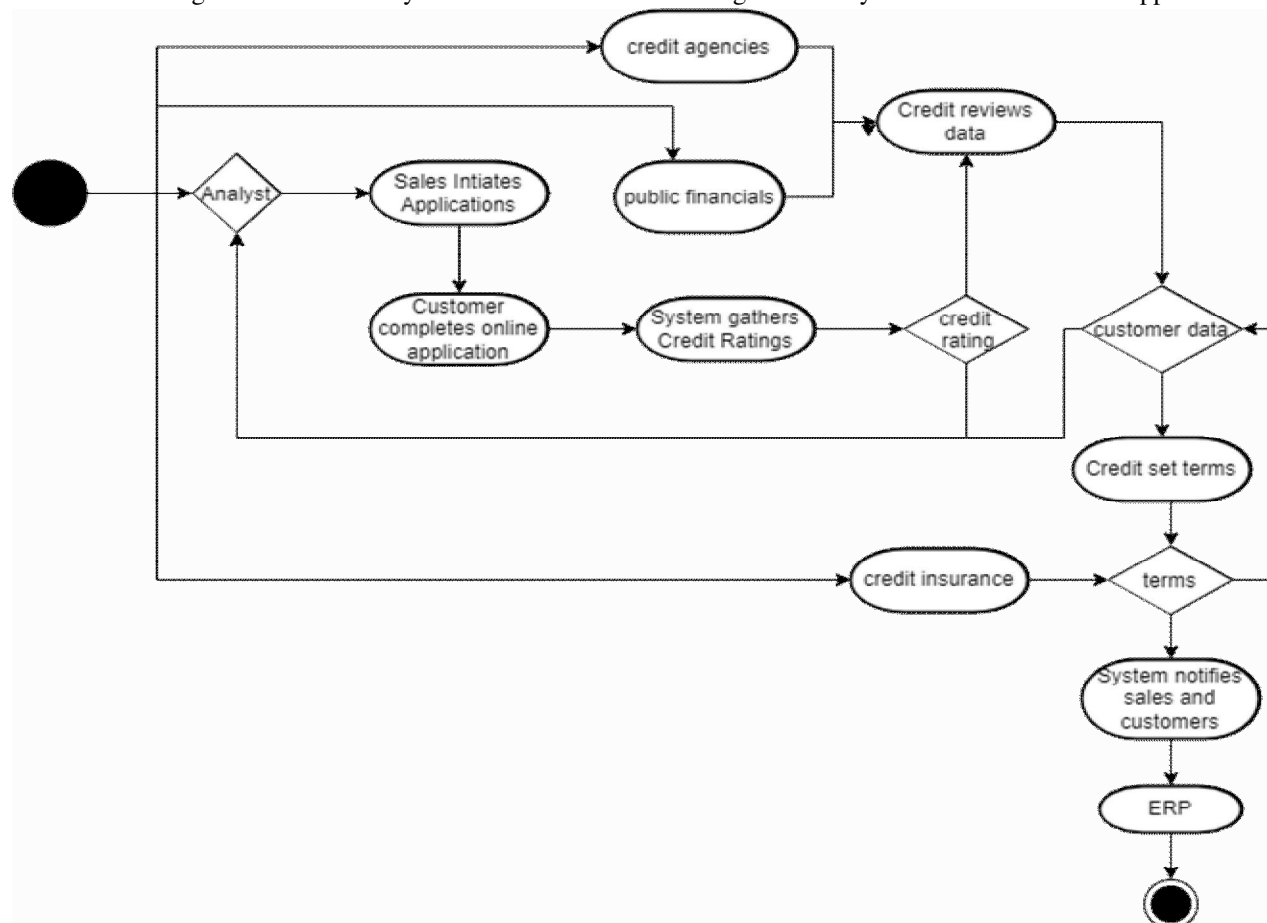 credit agencies
Credit reviews
data
Analyst
Sales Intiates
Applications
public financials
Customer
completes online
application
System gathers
Credit Ratings
credit
rating
customer data
Credit set terms
credit insurance
terms
System notifies
sales and
customers
ERP